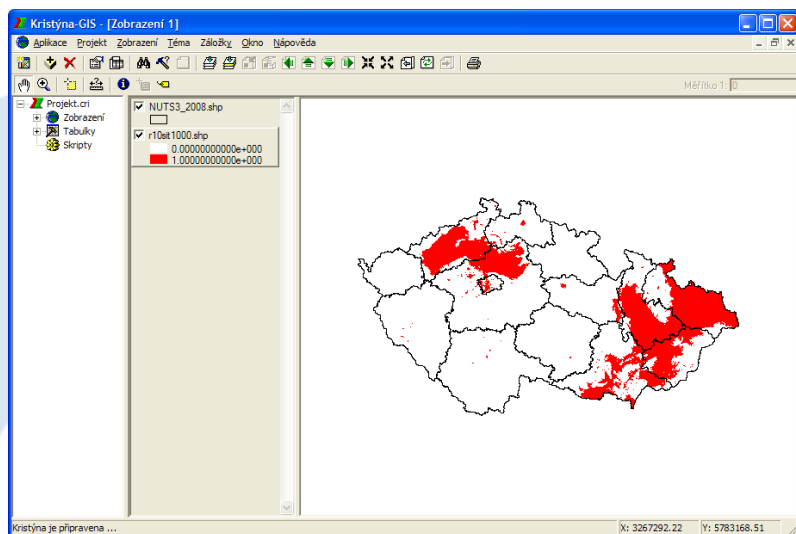 Kristýna-GIS - [Zobrazení 1]
Aplikace Projekt Zobrazení Téma Záložky Okno Nápověda
Měřítko 1: 0
Projekt.cri
Zobrazení
Tabulky
Skripty
NUTS3_2008.shp
r10sit1000.shp
0.00000000000e+000
1.00000000000e+000
Kristýna je připravena ...
X: 3267292.22
Y: 5783168.51